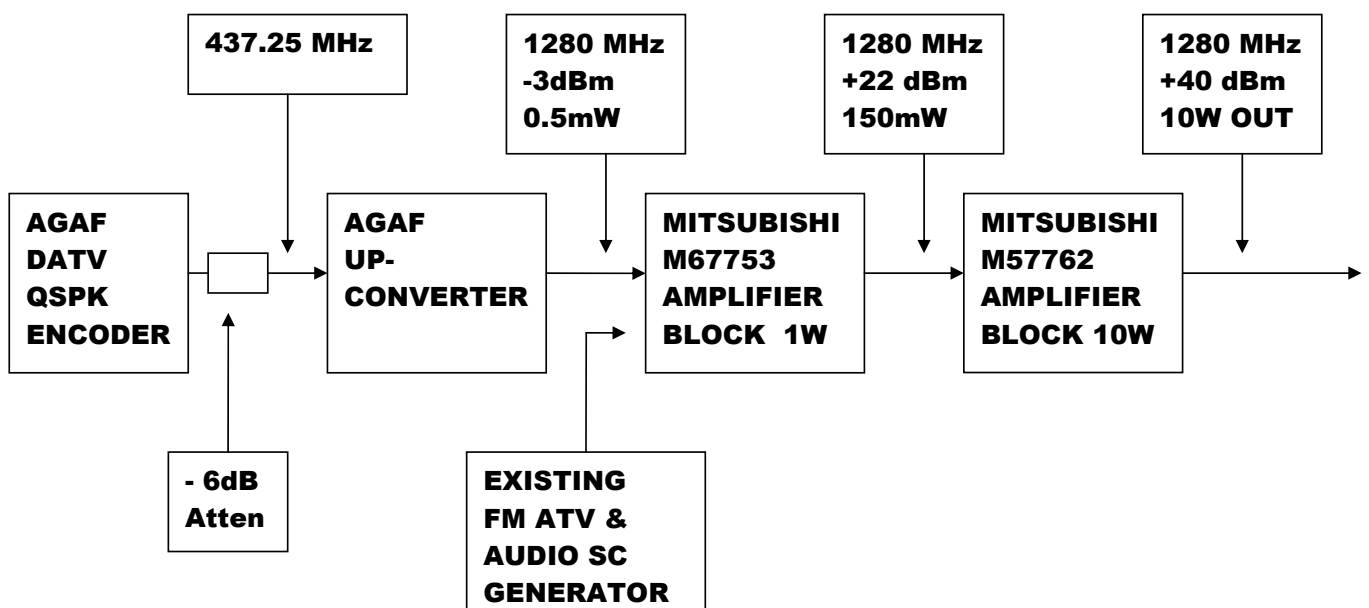 437.25 MHz
1280 MHz
-3dBm
0.5mW
1280 MHz
+22 dBm
150mW
1280 MHz
+40 dBm
10W OUT
AGAF
DATV
QSPK
ENCODER
AGAF
UP-
CONVERTER
MITSUBISHI
M67753
AMPLIFIER
BLOCK 1W
MITSUBISHI
M57762
AMPLIFIER
BLOCK 10W
- 6dB
Atten
EXISTING
FM ATV &
AUDIO SC
GENERATOR